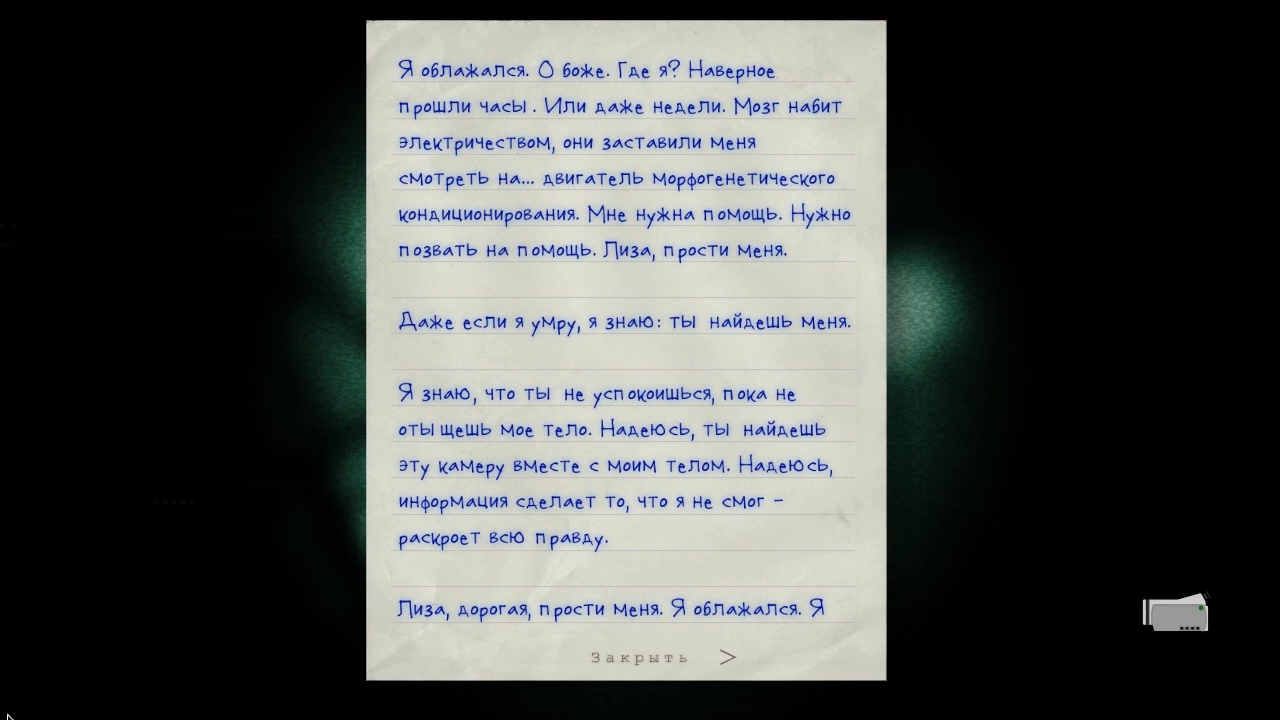 Я облажался. О боже. Где я? Наверное
прошли часы. Или даже недели. Мозг набит
электричеством, они заставили меня
смотреть на... двигатель морфогенетического
кондиционирования. Мне нужна помощь. Нужно
позвать на помощь. Лиза, прости меня.
Даже если я умру, я знаю: ты найдешь меня.
Я знаю, что ты не успокоишься, пока не
отыщешь мое тело. Надеюсь, ты найдешь
эту камеру вместе с моим телом. Надеюсь,
информация сделает то, что я не смог –
раскроет всю правду.
Лиза, дорогая, прости меня. Я облажался. Я
Закрыть >